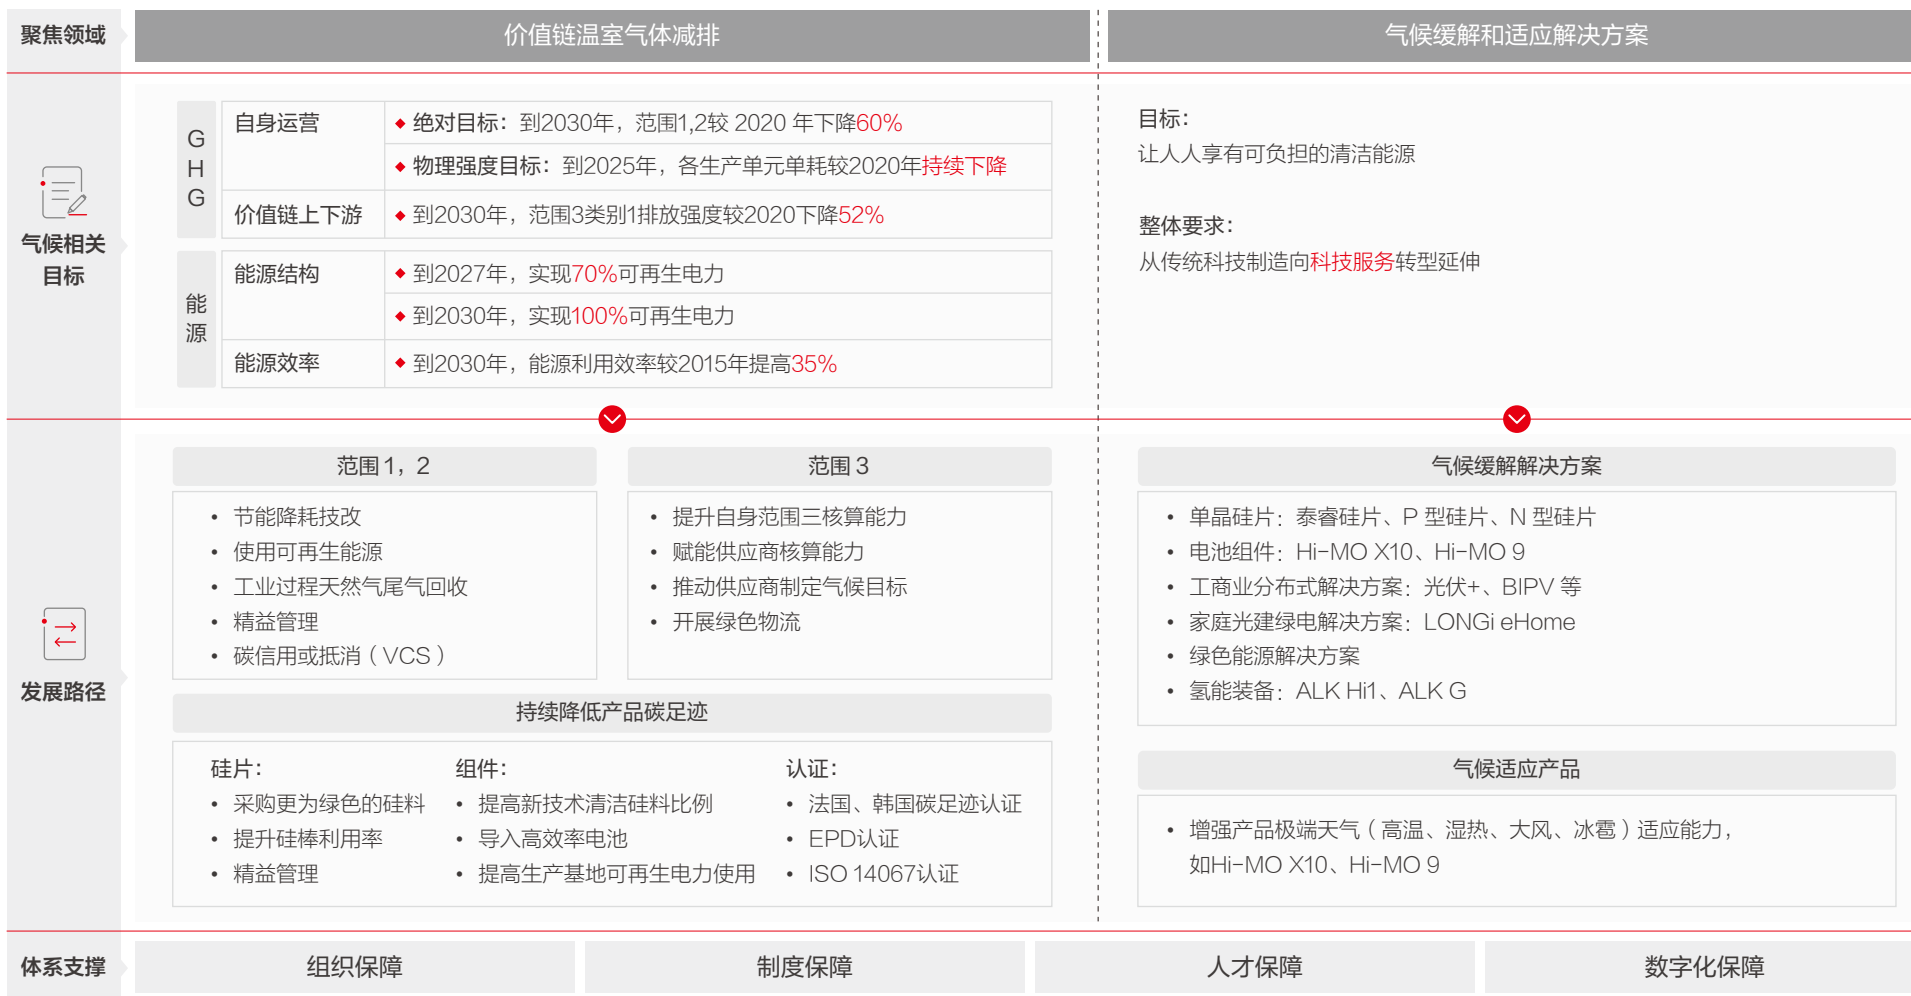 聚焦领域
价值链温室气体减排
气候缓解和适应解决方案
气候相关
目标
GHG
自身运营
绝对目标：到2030年，范围1,2较 2020 年下降60%
物理强度目标：到2025年，各生产单元单耗较2020年持续下降
价值链上下游
到2030年，范围3类别1排放强度较2020下降52%
能源
能源结构
到2027年，实现70%可再生电力
到2030年，实现100%可再生电力
能源效率
到2030年，能源利用效率较2015年提高35%
目标：
让人人享有可负担的清洁能源
整体要求：
从传统科技制造向科技服务转型延伸
发展路径
范围 1，2
• 节能降耗技改
• 使用可再生能源
• 工业过程天然气尾气回收
• 精益管理
• 碳信用或抵消（VCS）
范围 3
• 提升自身范围三核算能力
• 赋能供应商核算能力
• 推动供应商制定气候目标
• 开展绿色物流
持续降低产品碳足迹
硅片：
• 采购更为绿色的硅料
• 提升硅棒利用率
• 精益管理
组件：
• 提高新技术清洁硅料比例
• 导入高效率电池
• 提高生产基地可再生电力使用
认证：
• 法国、韩国碳足迹认证
• EPD认证
• ISO 14067认证
气候缓解解决方案
• 单晶硅片：泰睿硅片、P 型硅片、N 型硅片
• 电池组件：Hi-MO X10、Hi-MO 9
• 工商业分布式解决方案：光伏+、BIPV 等
• 家庭光建绿电解决方案：LONGi eHome
• 绿色能源解决方案
• 氢能装备：ALK Hi1、ALK G
气候适应产品
• 增强产品极端天气（高温、湿热、大风、冰雹）适应能力，
如Hi-MO X10、Hi-MO 9
体系支撑
组织保障
制度保障
人才保障
数字化保障